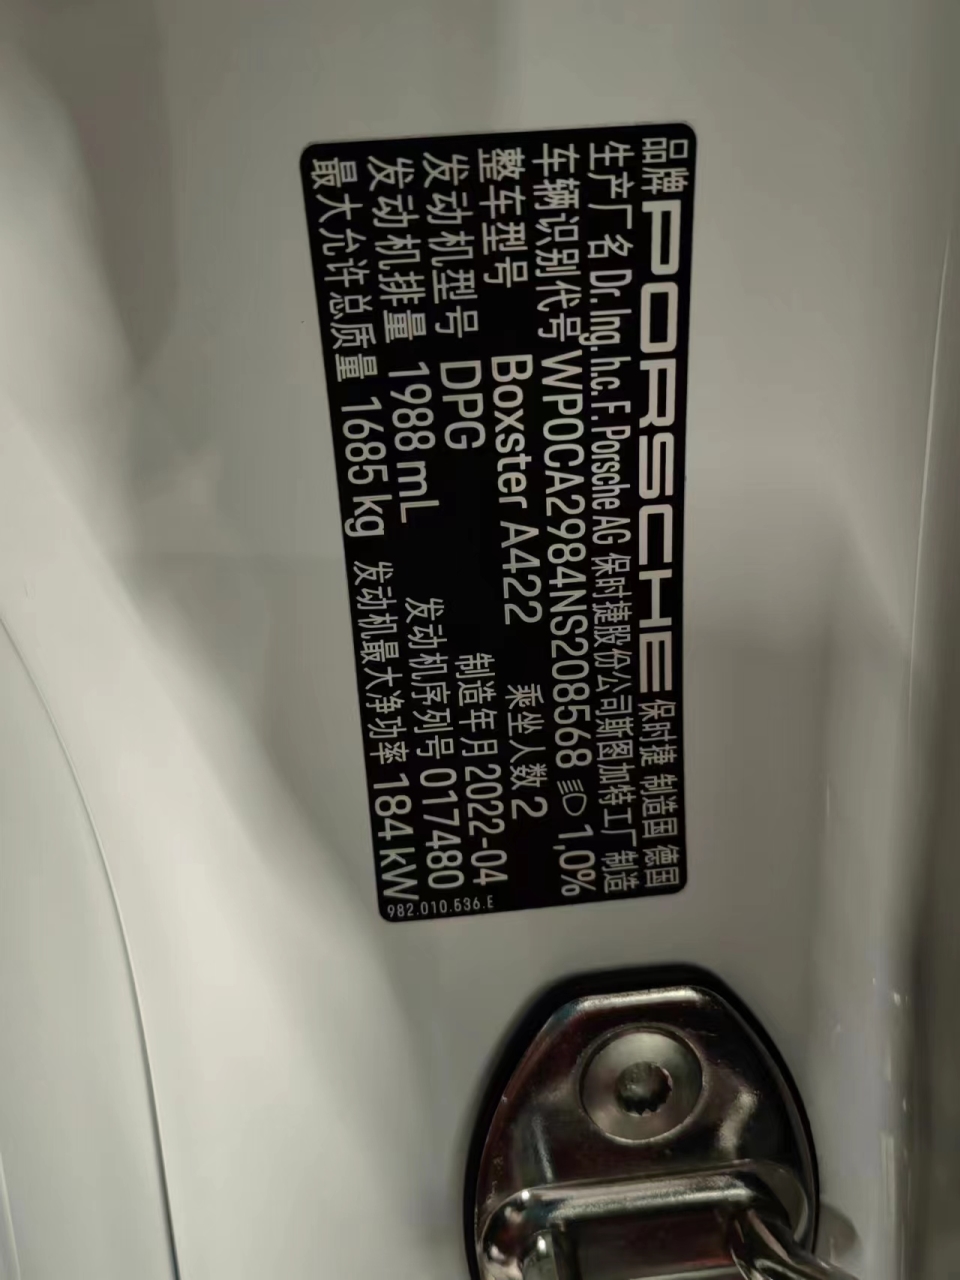 品牌 PORSCHE 保时捷 制造国 德国
生产厂名 Dr. Ing. h.c. F. Porsche AG 保时捷股份公司斯图加特工厂 制造
车辆识别代号 WP0CA2984NS208568 1,0%
整车型号 Boxster A422 乘坐人数 2
发动机型号 DPG 制造年月 2022-04
发动机排量 1988 mL 发动机序列号 017480
最大允许总质量 1685 kg 发动机最大净功率 184 kW
982.010.536.E